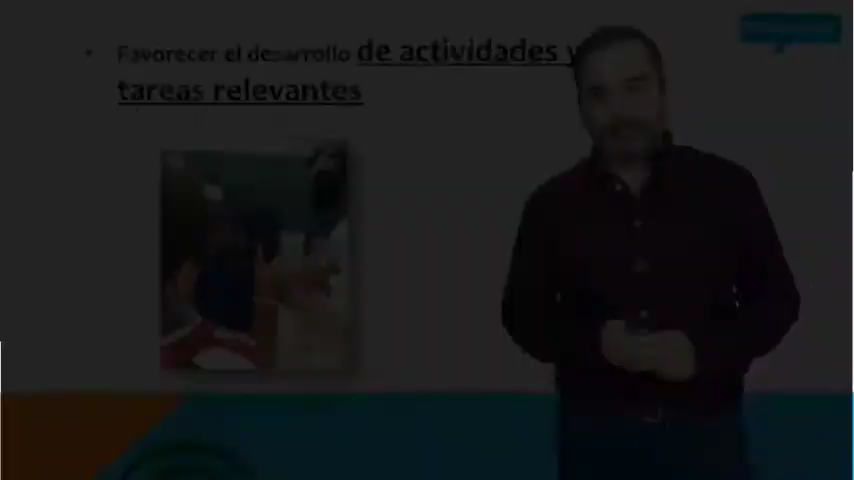 • Favorecer el desarrollo de actividades y
tareas relevantes